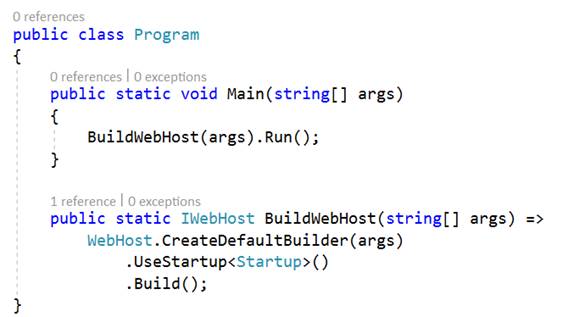 0 references
public class Program
{
0 references | 0 exceptions
public static void Main(string[] args)
{
BuildWebHost(args).Run();
}
1 reference | 0 exceptions
public static IWebHost BuildWebHost(string[] args) =>
WebHost.CreateDefaultBuilder(args)
.UseStartup<Startup>()
.Build();
}